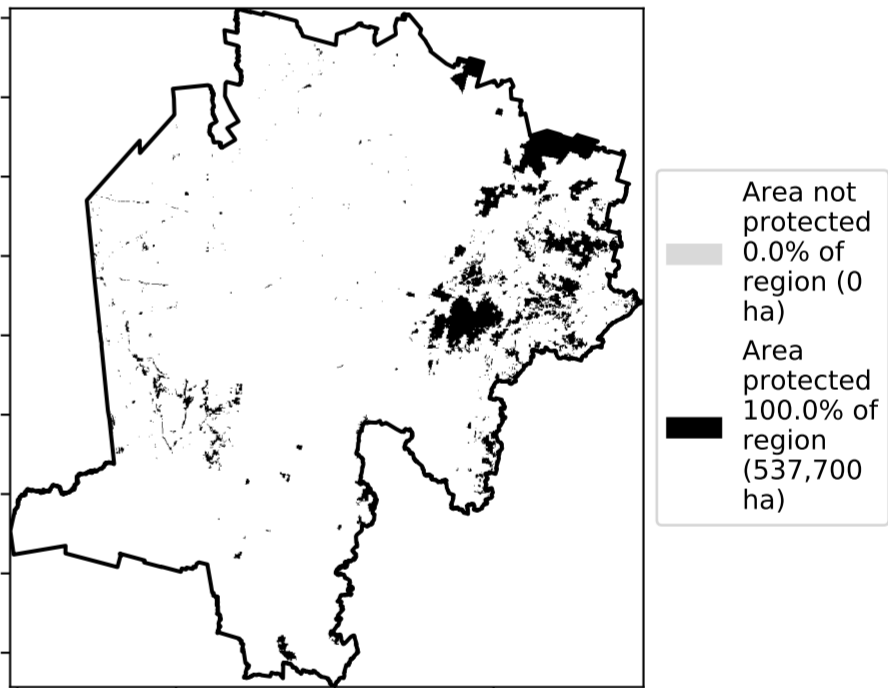 Area not
protected
0.0% of
region (0
ha)
Area
protected
100.0% of
region
(537,700
ha)